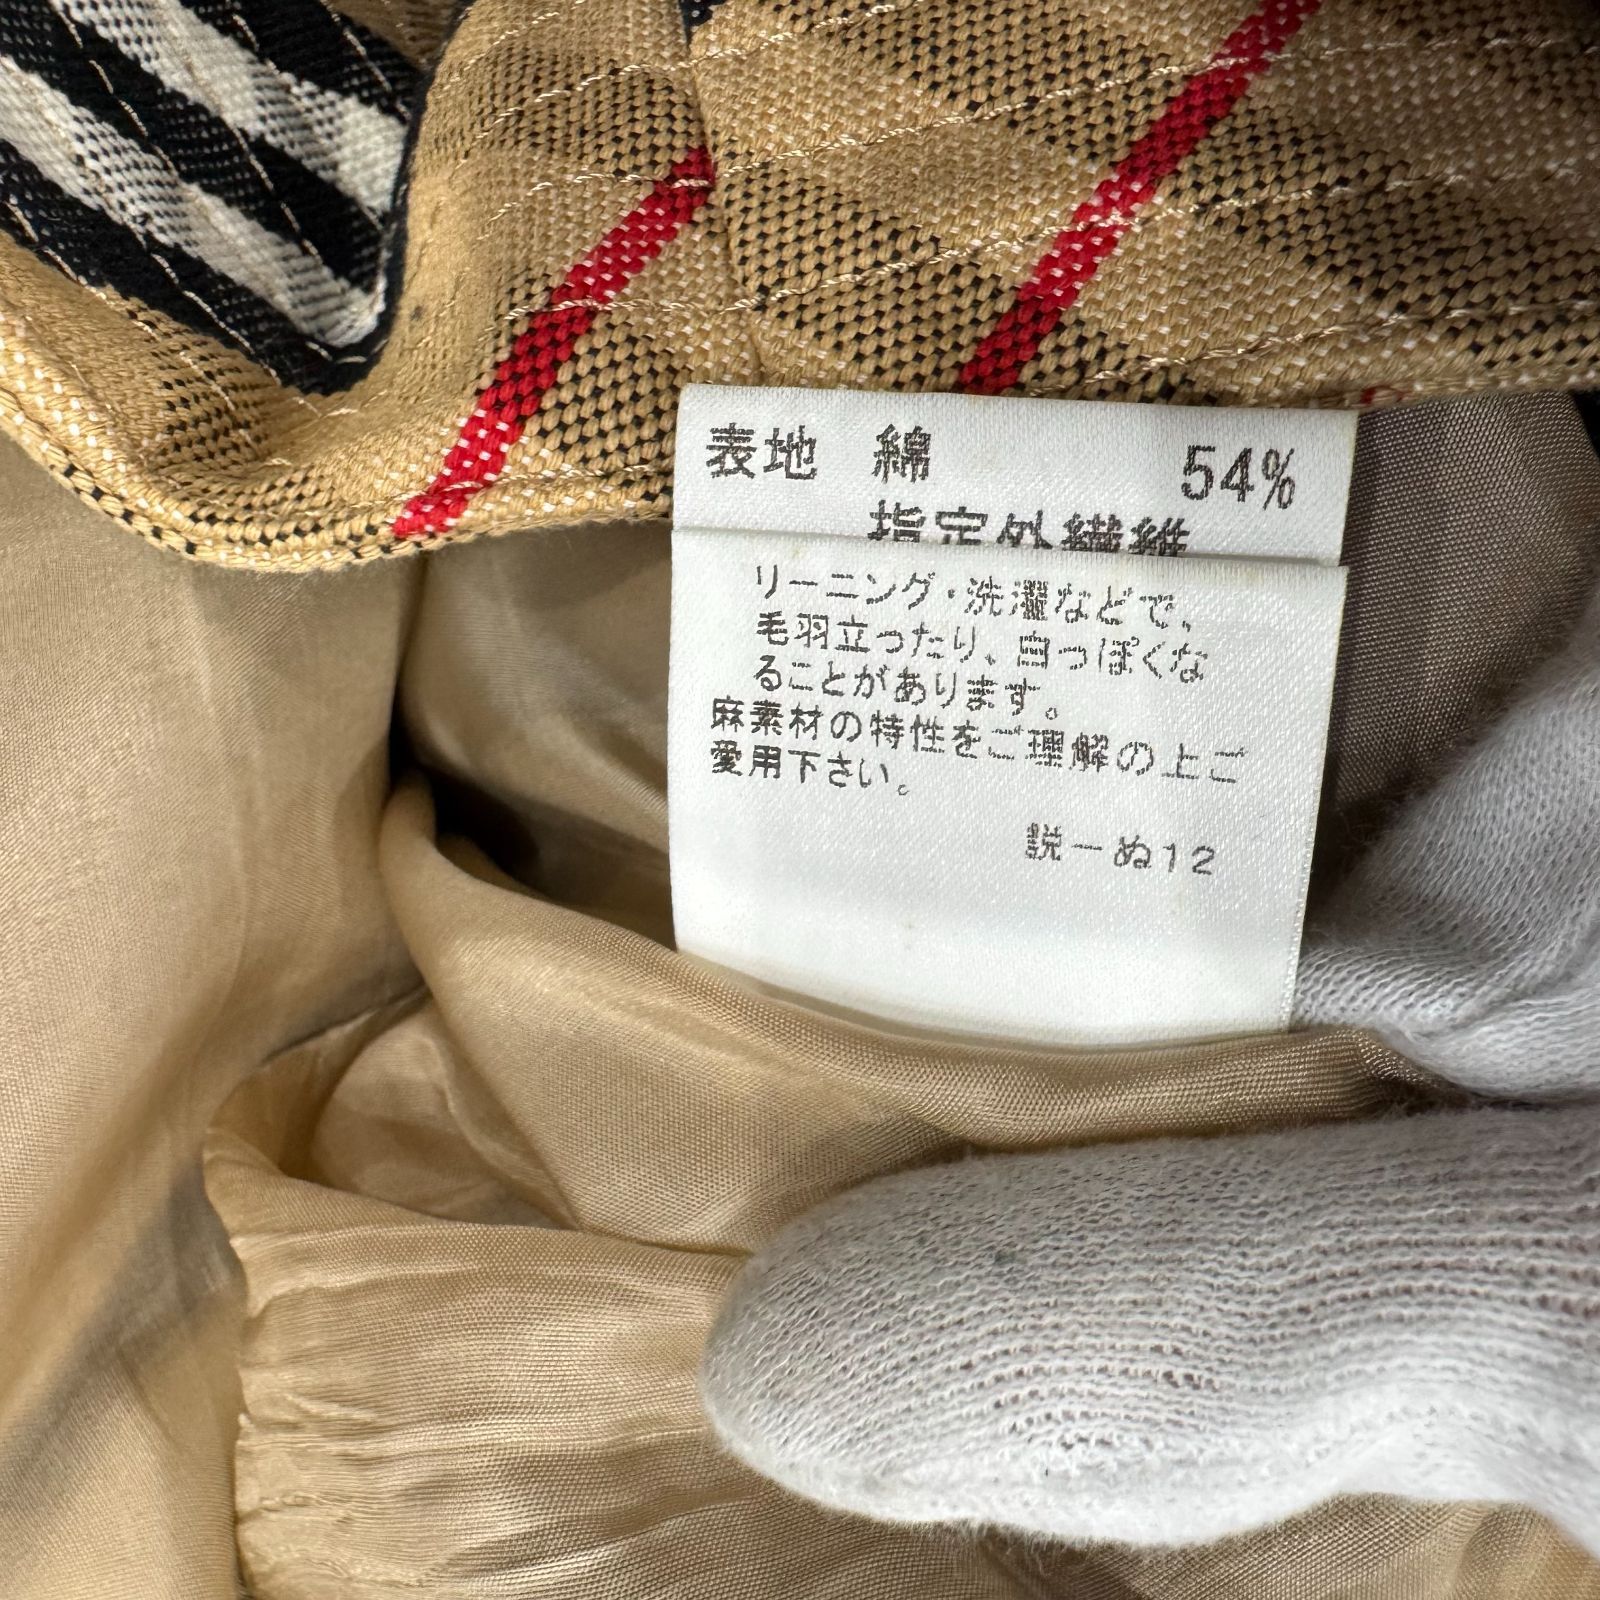 表地 綿 54%
指定外繊維
リーニング・洗濯などで、
毛羽立ったり、白っぽくな
ることがあります。
麻素材の特性をご理解の上ご
愛用下さい。
説－ぬ12